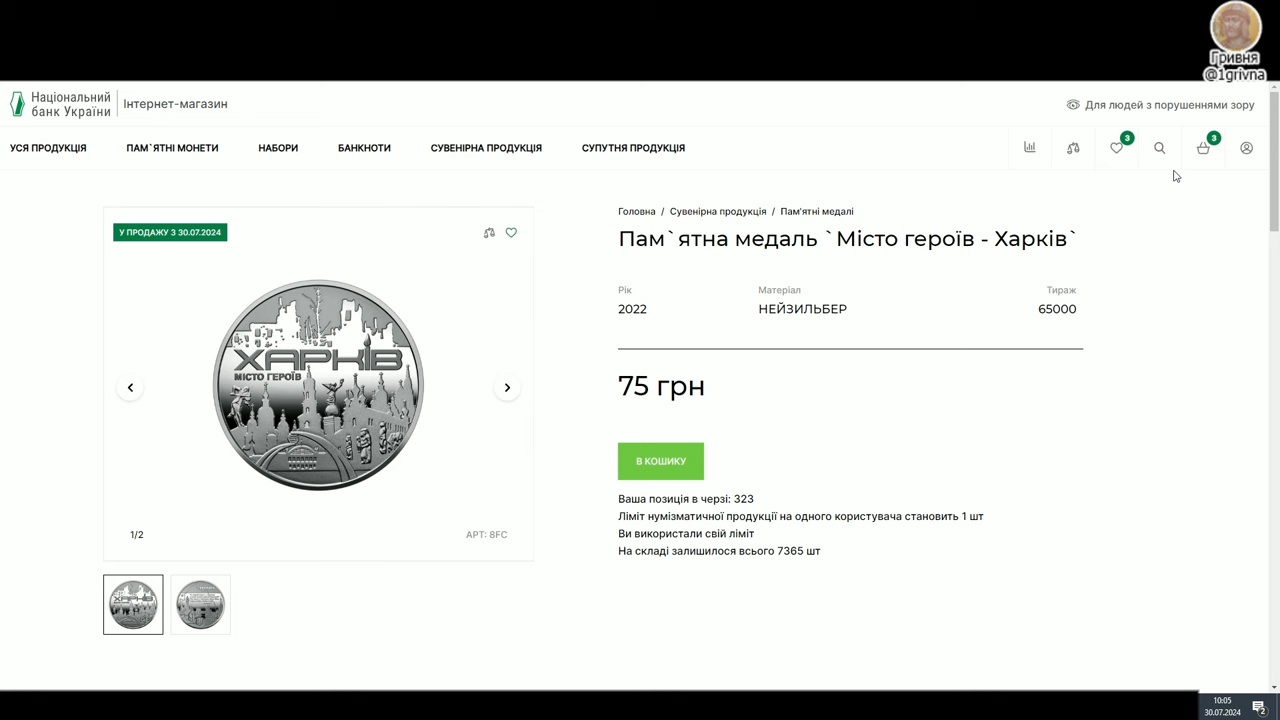 Гривня
@1grivna
Національний
банк України
Інтернет-магазин
Для людей з порушеннями зору
УСЯ ПРОДУКЦІЯ
ПАМ`ЯТНІ МОНЕТИ
НАБОРИ
БАНКНОТИ
СУВЕНІРНА ПРОДУКЦІЯ
СУПУТНЯ ПРОДУКЦІЯ
3
3
У ПРОДАЖУ З 30.07.2024
ХАРКІВ
МІСТО ГЕРОЇВ
1/2
АРТ: 8FC
Головна / Сувенірна продукція / Пам'ятні медалі
Пам`ятна медаль `Місто героїв - Харків`
Рік
Матеріал
Тираж
2022
НЕЙЗИЛЬБЕР
65000
75 грн
В КОШИКУ
Ваша позиція в черзі: 323
Ліміт нумізматичної продукції на одного користувача становить 1 шт
Ви використали свій ліміт
На складі залишилося всього 7365 шт
10:05
30.07.2024
2